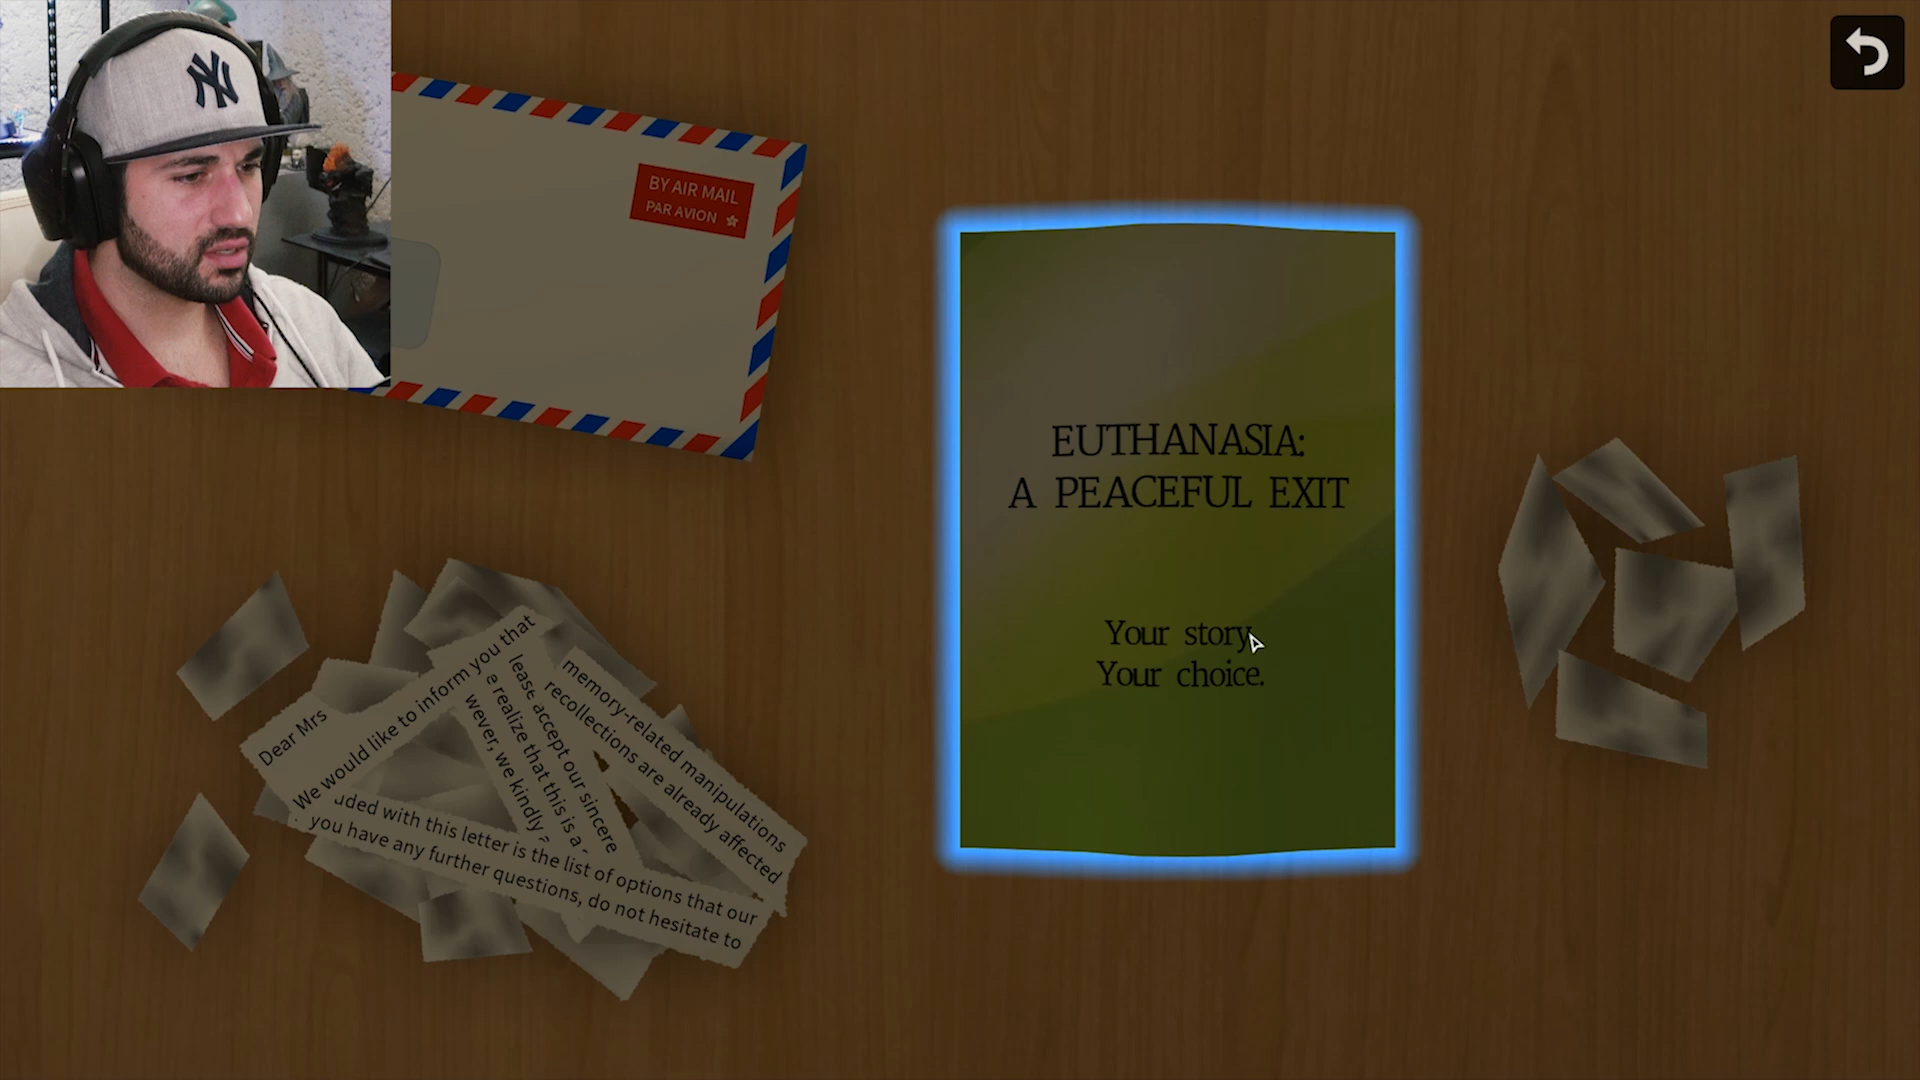 NY
BY AIR MAIL
PAR AVION
EUTHANASIA:
A PEACEFUL EXIT
Your story.
Your choice.
Dear Mrs
We would like to inform you that
lease accept our sincere
e realize that this is a
wever, we kindly
memory-related manipulations
recollections are already affected
uded with this letter is the list of options that our
you have any further questions, do not hesitate to